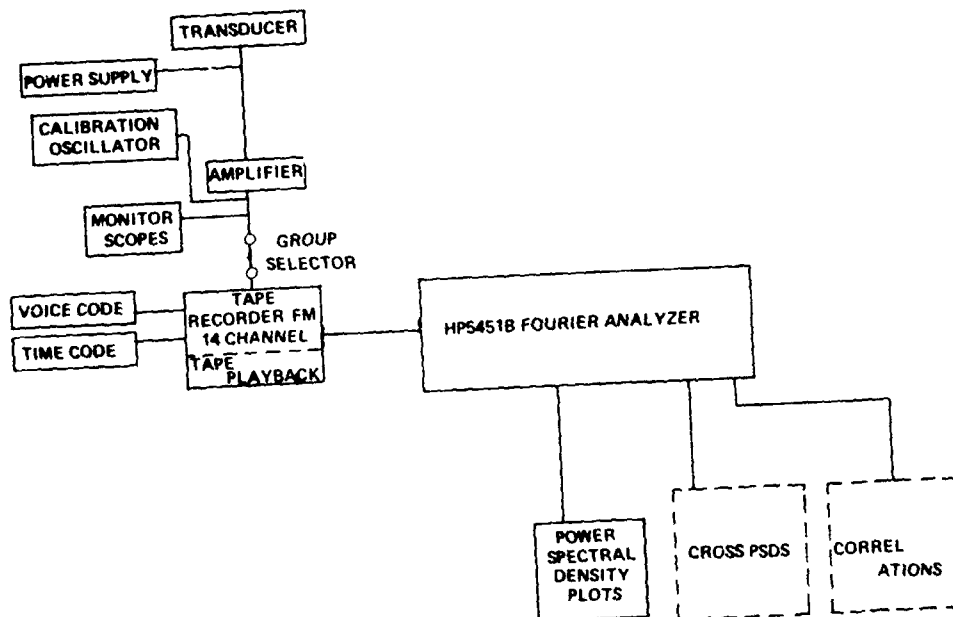 TRANSDUCER
POWER SUPPLY
CALIBRATION
OSCILLATOR
AMPLIFIER
MONITOR
SCOPES
GROUP
SELECTOR
VOICE CODE
TIME CODE
TAPE
RECORDER FM
14 CHANNEL
TAPE
PLAYBACK
HP5451B FOURIER ANALYZER
POWER
SPECTRAL
DENSITY
PLOTS
CROSS PSDS
CORREL
ATIONS